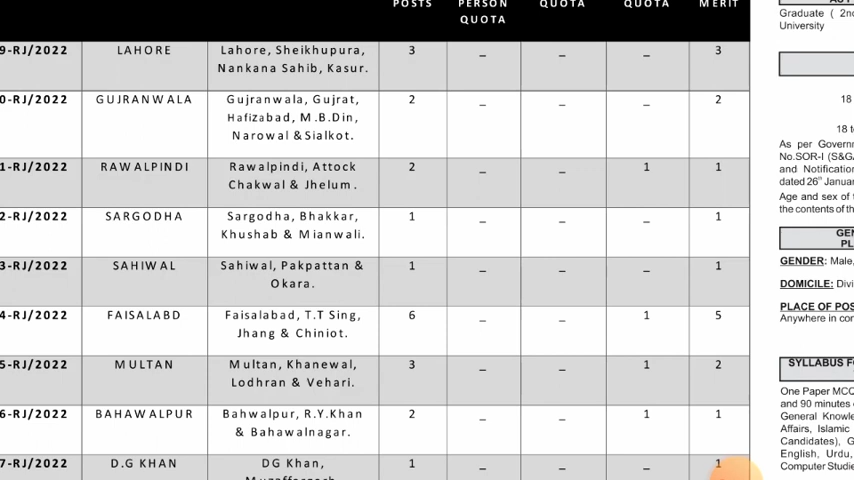 POSTS PERSON QUOTA QUOTA QUOTA MERIT
9-RJ/2022 LAHORE Lahore, Sheikhupura, Nankana Sahib, Kasur. 3 _ _ _ 3
0-RJ/2022 GUJRANWALA Gujranwala, Gujrat, Hafizabad, M.B.Din, Narowal &Sialkot. 2 _ _ _ 2
1-RJ/2022 RAWALPINDI Rawalpindi, Attock Chakwal & Jhelum. 2 _ _ 1 1
2-RJ/2022 SARGODHA Sargodha, Bhakkar, Khushab & Mianwali. 1 _ _ _ 1
3-RJ/2022 SAHIWAL Sahiwal, Pakpattan & Okara. 1 _ _ _ 1
4-RJ/2022 FAISALABD Faisalabad, T.T Sing, Jhang & Chiniot. 6 _ _ 1 5
5-RJ/2022 MULTAN Multan, Khanewal, Lodhran & Vehari. 3 _ _ 1 2
6-RJ/2022 BAHAWALPUR Bahwalpur, R.Y.Khan & Bahawalnagar. 2 _ _ 1 1
7-RJ/2022 D.G KHAN DG Khan, 1 _ _ _ 1
Graduate ( 2nd
University
18
18 to
As per Govern
No.SOR-I (S&GA
and Notification
dated 26th Januar
Age and sex of t
the contents of th
GEN
PL
GENDER: Male,
DOMICILE: Divi
PLACE OF POS
Anywhere in con
SYLLABUS F
One Paper MCQ
and 90 minutes
General Knowle
Affairs, Islamic
Candidates), G
English, Urdu,
Computer Studie